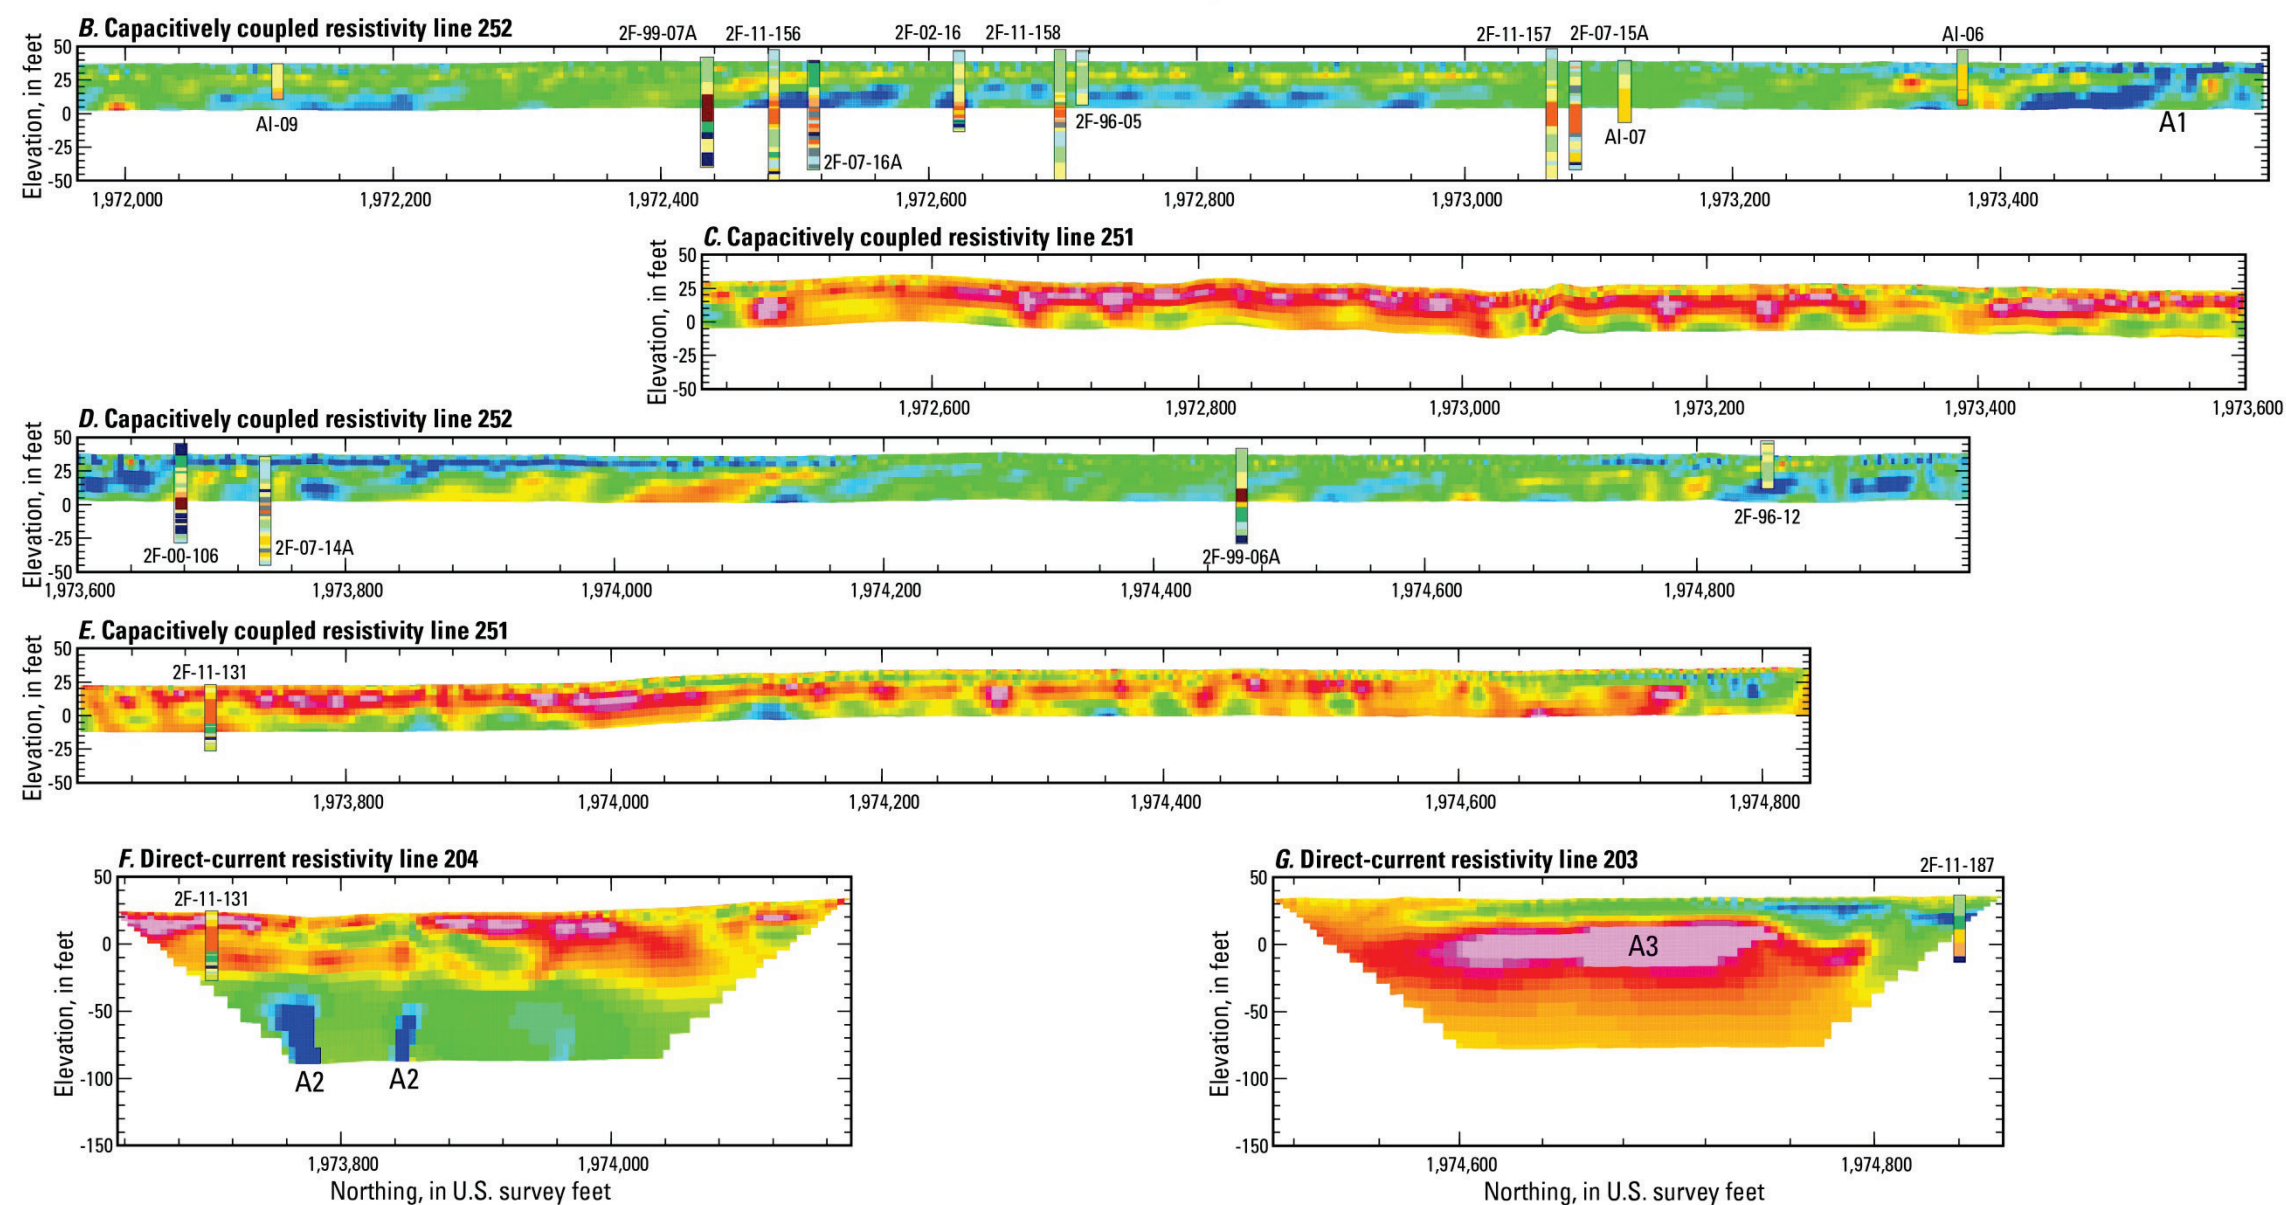 B. Capacitively coupled resistivity line 252
2F-99-07A 2F-11-156 2F-02-16 2F-11-158 2F-11-157 2F-07-15A AI-06
Elevation, in feet
50
25
0
-25
-50
AI-09 2F-07-16A 2F-96-05 AI-07 A1
1,972,000 1,972,200 1,972,400 1,972,600 1,972,800 1,973,000 1,973,200 1,973,400
C. Capacitively coupled resistivity line 251
Elevation, in feet
50
25
0
-25
-50
1,972,600 1,972,800 1,973,000 1,973,200 1,973,400 1,973,600
D. Capacitively coupled resistivity line 252
Elevation, in feet
50
25
0
-25
-50
2F-00-106 2F-07-14A 2F-99-06A 2F-96-12
1,973,600 1,973,800 1,974,000 1,974,200 1,974,400 1,974,600 1,974,800
E. Capacitively coupled resistivity line 251
Elevation, in feet
50
25
0
-25
-50
2F-11-131
1,973,800 1,974,000 1,974,200 1,974,400 1,974,600 1,974,800
F. Direct-current resistivity line 204
Elevation, in feet
50
0
-50
-100
-150
2F-11-131
A2 A2
1,973,800 1,974,000
Northing, in U.S. survey feet
G. Direct-current resistivity line 203
2F-11-187
Elevation, in feet
50
0
-50
-100
-150
A3
1,974,600 1,974,800
Northing, in U.S. survey feet